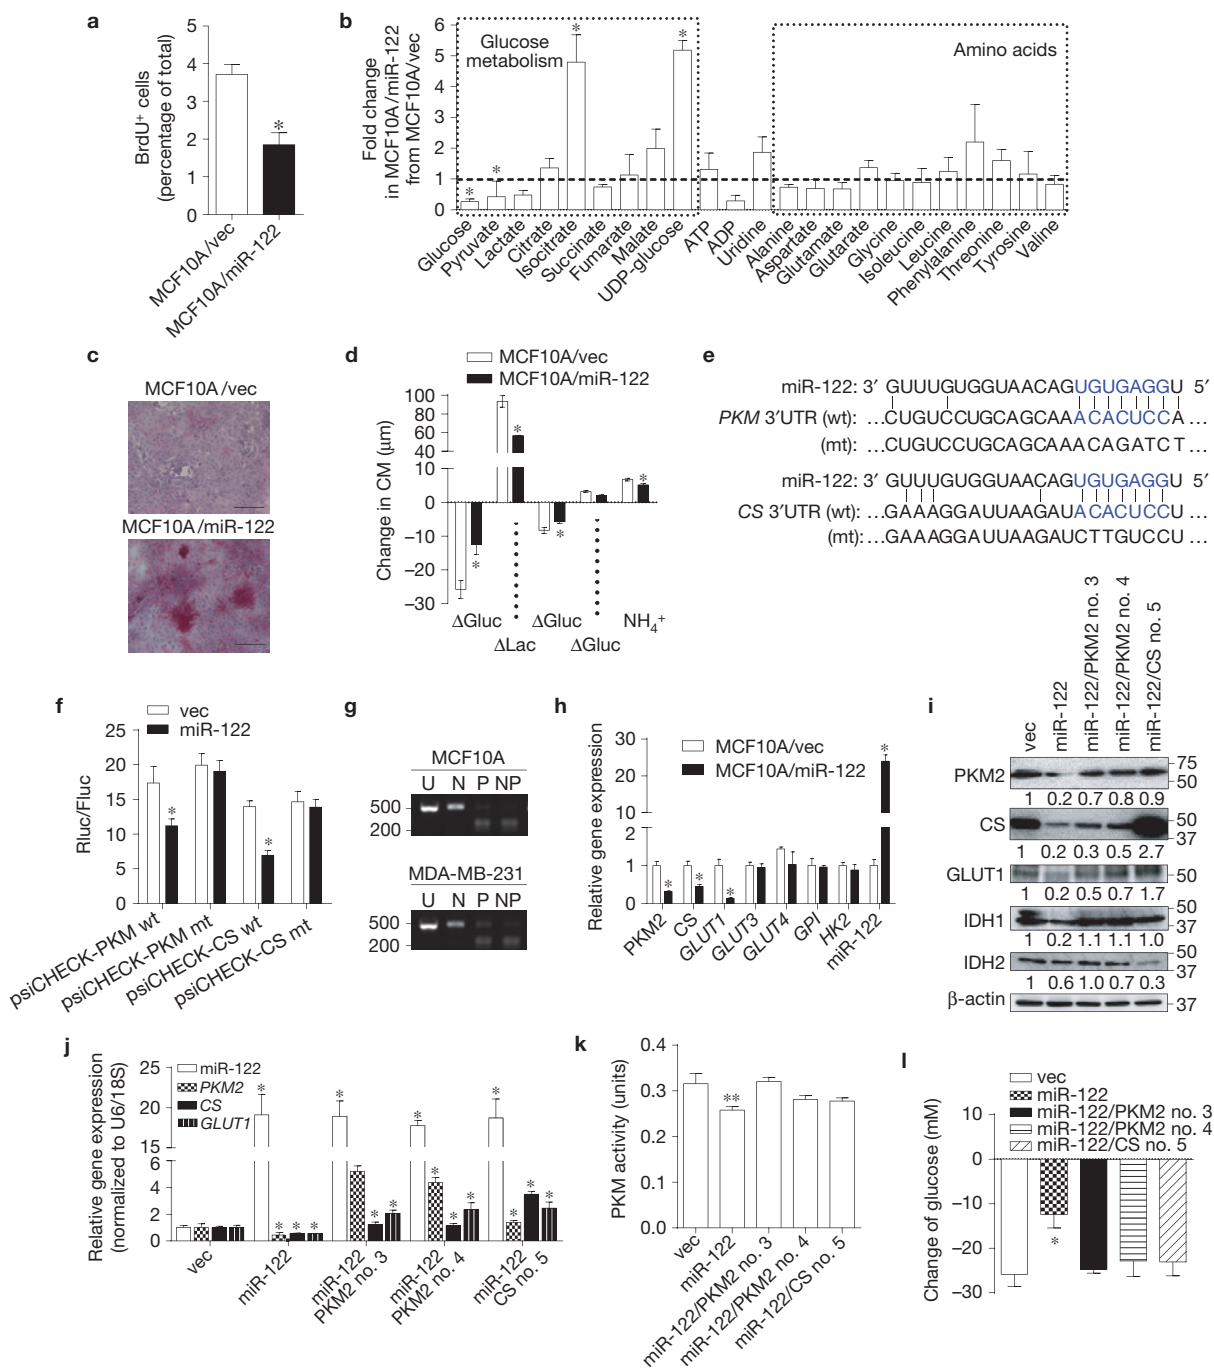 a
5
4
3
2
1
0
BrdU⁺ cells
(percentage of total)
*
MCF10A/vec
MCF10A/miR-122
b
Fold change
in MCF10A/miR-122
from MCF10A/vec
6
5
4
3
2
1
0
Glucose
metabolism
Amino acids
* * * *
Glucose
Pyruvate
Lactate
Citrate
Isocitrate
Succinate
Fumarate
Malate
UDP-glucose
ATP
ADP
Uridine
Alanine
Aspartate
Glutamate
Glutarate
Glycine
Isoleucine
Leucine
Phenylalanine
Threonine
Tyrosine
Valine
c
MCF10A/vec
MCF10A/miR-122
d
MCF10A/vec
MCF10A/miR-122
Change in CM (μm)
100
80
60
40
10
0
−10
−20
−30
* * * *
ΔGluc
ΔLac
ΔGluc
ΔGluc
NH₄⁺
e
miR-122: 3′ GUUUGUGGUAACAGUGUGAGGU 5′
PKM 3′UTR (wt): ...CUGUCCUGCAGCAAACACUCCA ...
(mt): ...CUGUCCUGCAGCAAACAGATCT ...
miR-122: 3′ GUUUGUGGUAACAGUGUGAGGU 5′
CS 3′UTR (wt): ...GAAAGGAUUAAGAUACACUCCU ...
(mt): ...GAAAGGAUUAAGAUCTTGUCCU ...
f
vec
miR-122
Rluc/Fluc
25
20
15
10
5
0
* *
psiCHECK-PKM wt
psiCHECK-PKM mt
psiCHECK-CS wt
psiCHECK-CS mt
g
MCF10A
U N P NP
500
200
MDA-MB-231
U N P NP
500
200
h
MCF10A/vec
MCF10A/miR-122
Relative gene expression
30
20
10
2
1
0
* * * *
PKM2
CS
GLUT1
GLUT3
GLUT4
GPI
HK2
miR-122
i
vec
miR-122
miR-122/PKM2 no. 3
miR-122/PKM2 no. 4
miR-122/CS no. 5
PKM2 75
50
1 0.2 0.7 0.8 0.9
CS 50
37
1 0.2 0.3 0.5 2.7
GLUT1 50
1 0.2 0.5 0.7 1.7
IDH1 50
37
1 0.2 1.1 1.1 1.0
IDH2 50
37
1 0.6 1.0 0.7 0.3
β-actin 37
j
miR-122
PKM2
CS
GLUT1
Relative gene expression
(normalized to U6/18S)
25
20
15
6
4
2
0
* * * *
* * * * * * * * * * *
vec
miR-122
miR-122
PKM2 no. 3
miR-122
PKM2 no. 4
miR-122
CS no. 5
k
PKM activity (units)
0.4
0.3
0.2
0.1
0.0
**
vec
miR-122
miR-122/PKM2 no. 3
miR-122/PKM2 no. 4
miR-122/CS no. 5
l
vec
miR-122
miR-122/PKM2 no. 3
miR-122/PKM2 no. 4
miR-122/CS no. 5
Change of glucose (mM)
10
0
−10
−20
−30
*